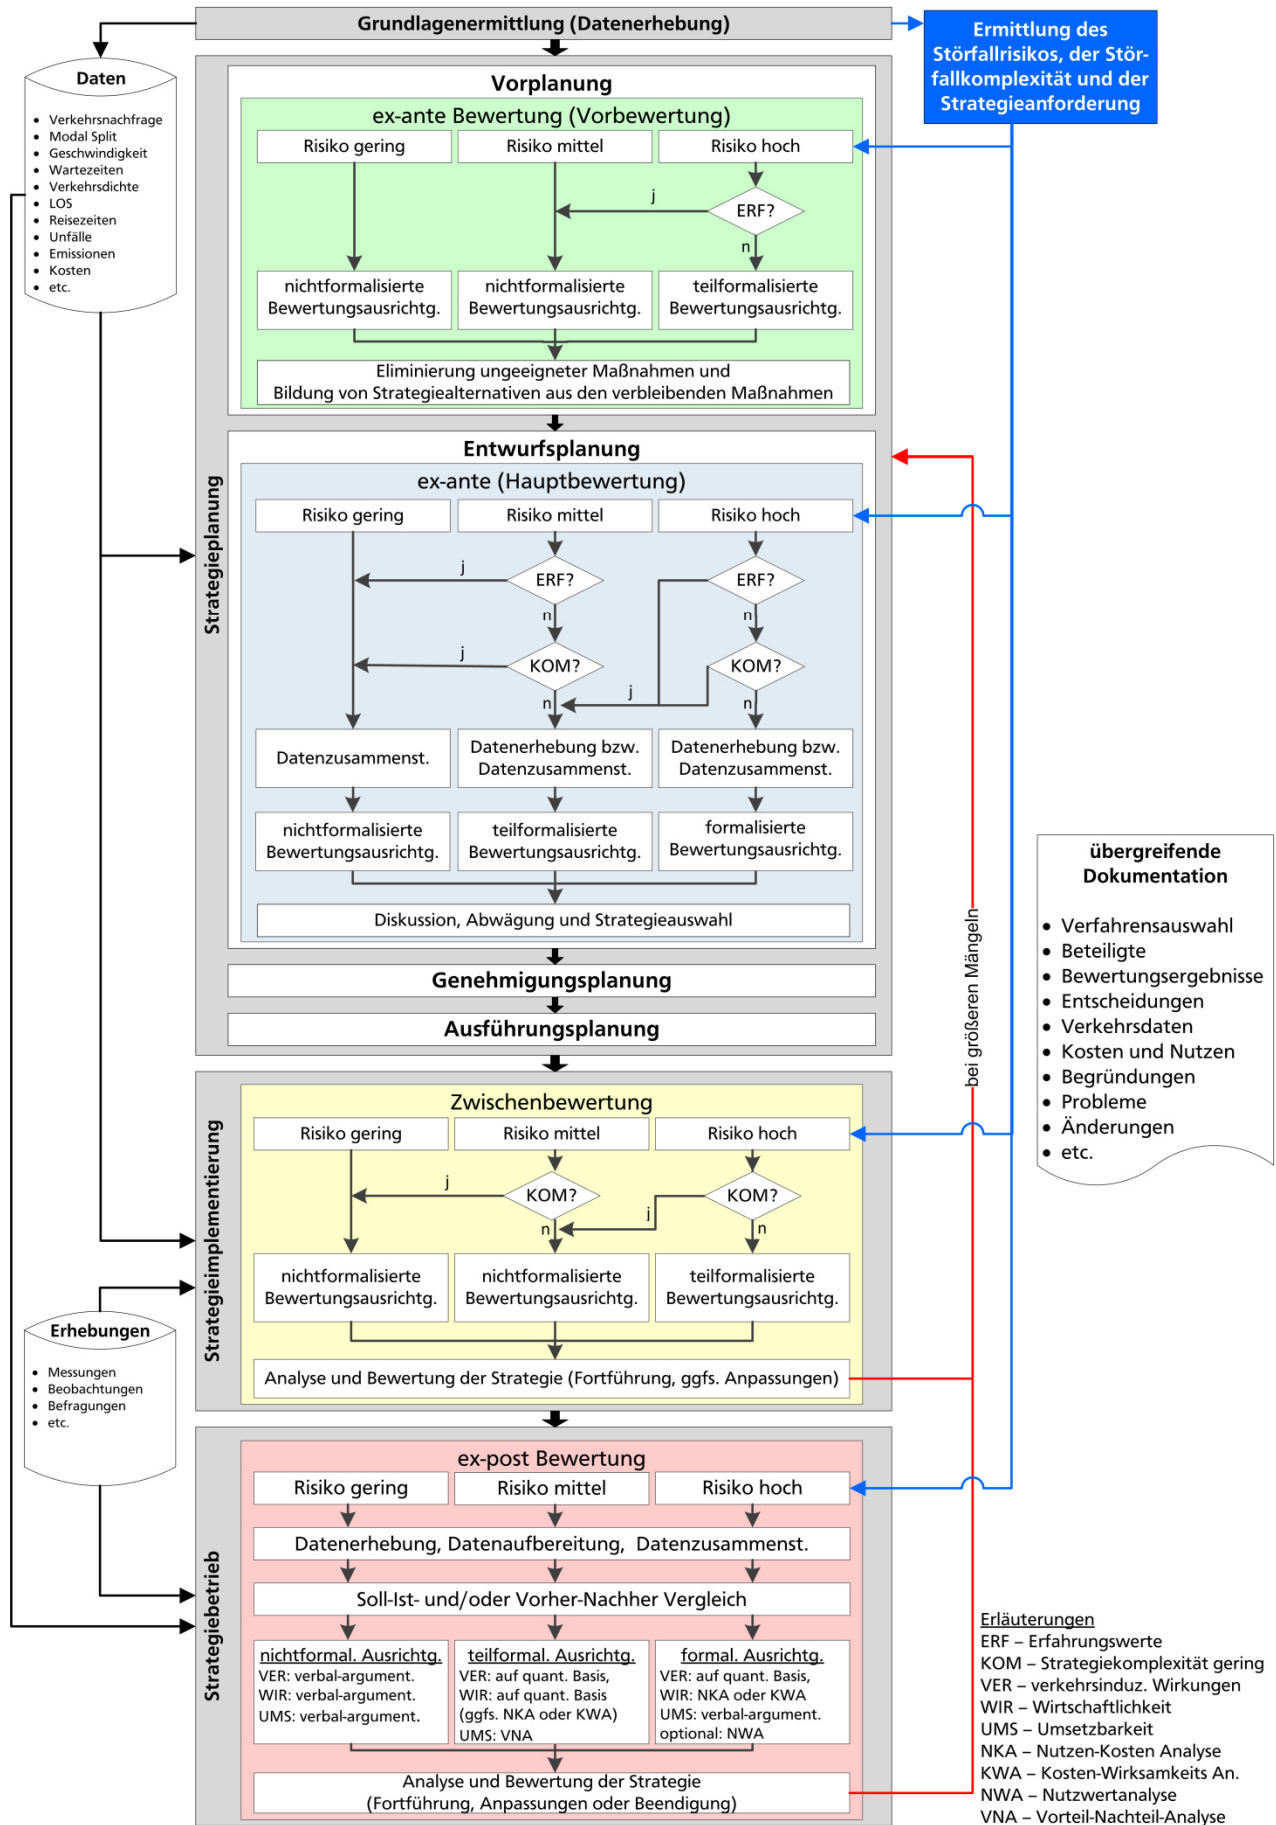 Grundlagenermittlung (Datenerhebung)
Ermittlung des
Störfallrisikos, der Stör-
fallkomplexität und der
Strategieanforderung
Daten
• Verkehrsnachfrage
• Modal Split
• Geschwindigkeit
• Wartezeiten
• Verkehrsdichte
• LOS
• Reisezeiten
• Unfälle
• Emissionen
• Kosten
• etc.
Strategieplanung
Vorplanung
ex-ante Bewertung (Vorbewertung)
Risiko gering
Risiko mittel
Risiko hoch
j
ERF?
n
nichtformalisierte
Bewertungsausrichtg.
nichtformalisierte
Bewertungsausrichtg.
teilformalisierte
Bewertungsausrichtg.
Eliminierung ungeeigneter Maßnahmen und
Bildung von Strategiealternativen aus den verbleibenden Maßnahmen
Entwurfsplanung
ex-ante (Hauptbewertung)
Risiko gering
Risiko mittel
Risiko hoch
j
ERF?
ERF?
n
n
j
KOM?
KOM?
j
n
n
Datenzusammenst.
Datenerhebung bzw.
Datenzusammenst.
Datenerhebung bzw.
Datenzusammenst.
nichtformalisierte
Bewertungsausrichtg.
teilformalisierte
Bewertungsausrichtg.
formalisierte
Bewertungsausrichtg.
Diskussion, Abwägung und Strategieauswahl
Genehmigungsplanung
Ausführungsplanung
bei größeren Mängeln
übergreifende
Dokumentation
• Verfahrensauswahl
• Beteiligte
• Bewertungsergebnisse
• Entscheidungen
• Verkehrsdaten
• Kosten und Nutzen
• Begründungen
• Probleme
• Änderungen
• etc.
Strategieimplementierung
Zwischenbewertung
Risiko gering
Risiko mittel
Risiko hoch
j
KOM?
KOM?
j
n
n
nichtformalisierte
Bewertungsausrichtg.
nichtformalisierte
Bewertungsausrichtg.
teilformalisierte
Bewertungsausrichtg.
Analyse und Bewertung der Strategie (Fortführung, ggfs. Anpassungen)
Erhebungen
• Messungen
• Beobachtungen
• Befragungen
• etc.
Strategiebetrieb
ex-post Bewertung
Risiko gering
Risiko mittel
Risiko hoch
Datenerhebung, Datenaufbereitung, Datenzusammenst.
Soll-Ist- und/oder Vorher-Nachher Vergleich
nichtformal. Ausrichtg.
VER: verbal-argument.
WIR: verbal-argument.
UMS: verbal-argument.
teilformal. Ausrichtg.
VER: auf quant. Basis,
WIR: auf quant. Basis
(ggfs. NKA oder KWA)
UMS: VNA
formal. Ausrichtg.
VER: auf quant. Basis,
WIR: NKA oder KWA
UMS: verbal-argument.
optional: NWA
Analyse und Bewertung der Strategie
(Fortführung, Anpassungen oder Beendigung)
Erläuterungen
ERF – Erfahrungswerte
KOM – Strategiekomplexität gering
VER – verkehrsinduz. Wirkungen
WIR – Wirtschaftlichkeit
UMS – Umsetzbarkeit
NKA – Nutzen-Kosten Analyse
KWA – Kosten-Wirksamkeits An.
NWA – Nutzwertanalyse
VNA – Vorteil-Nachteil-Analyse